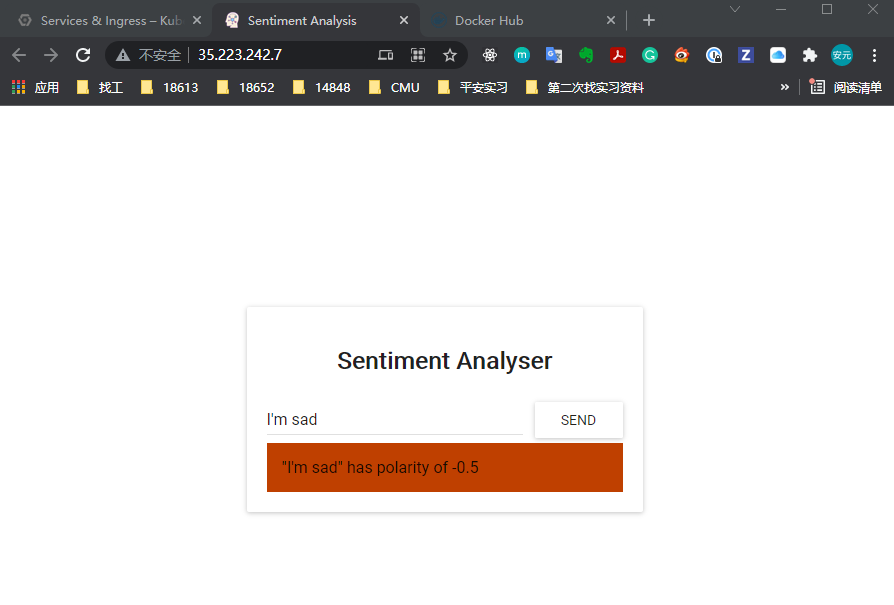 Services & Ingress – Kub
Sentiment Analysis
Docker Hub
不安全
35.223.242.7
安元
应用
找工
18613
18652
14848
CMU
平安实习
第二次找实习资料
»
阅读清单
Sentiment Analyser
I'm sad
SEND
"I'm sad" has polarity of -0.5